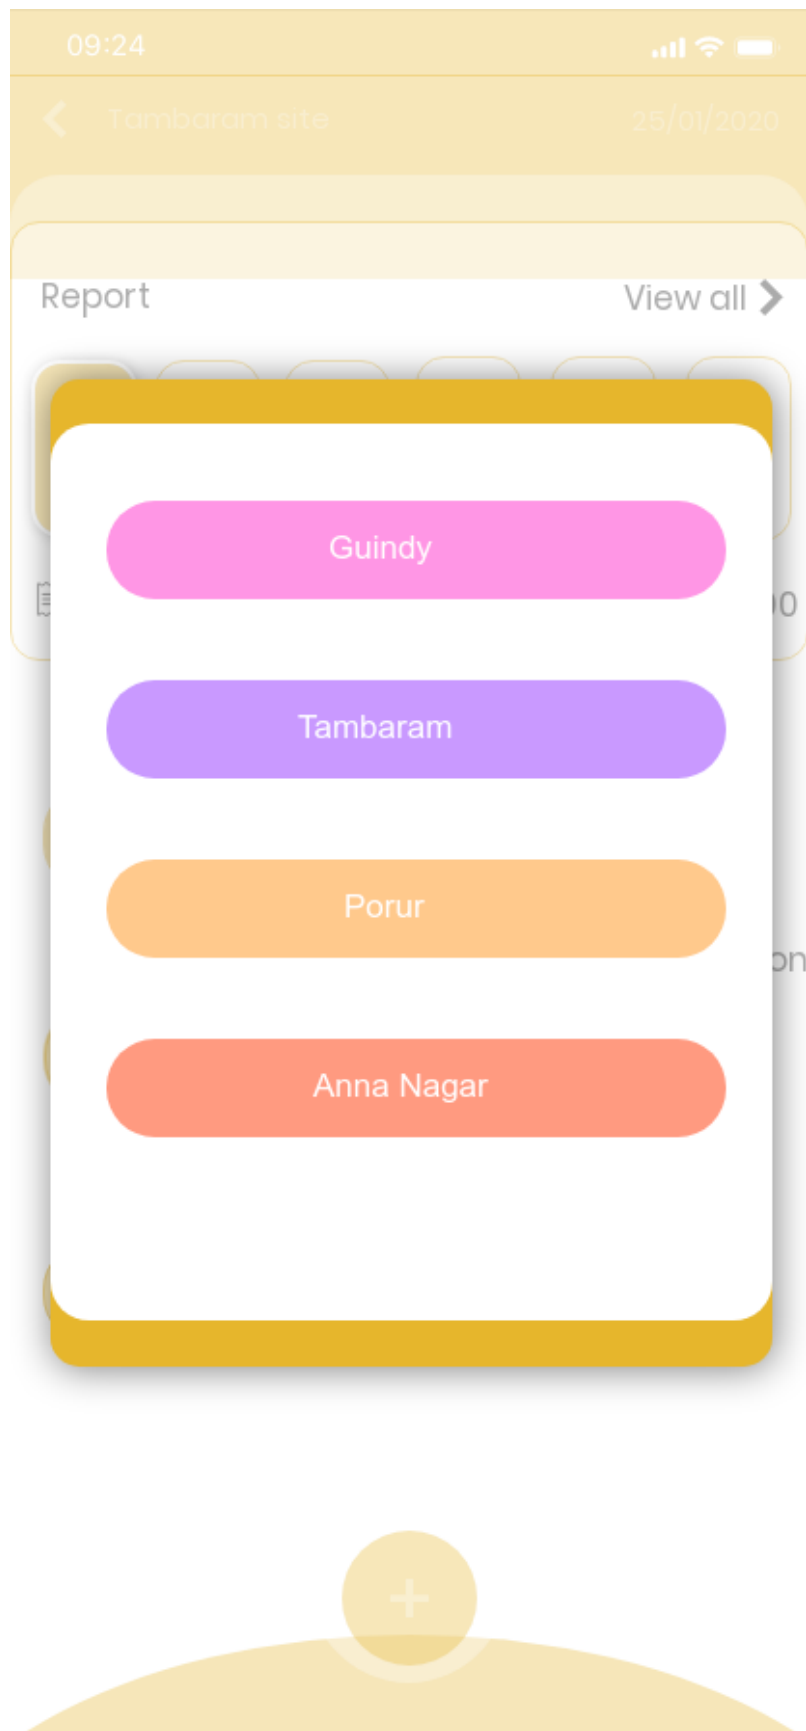 09:24
Tambaram site 25/01/2020
Report View all
Guindy
Tambaram
Porur
Anna Nagar
+